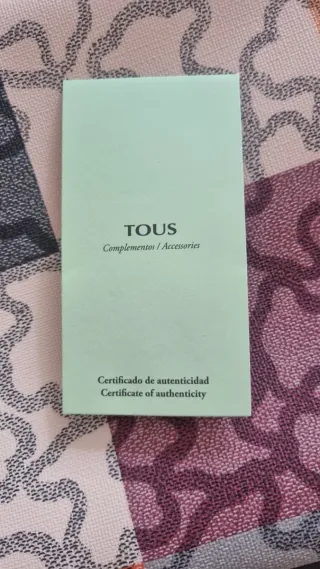 TOUS
Complementos / Accessories
Certificado de autenticidad
Certificate of authenticity